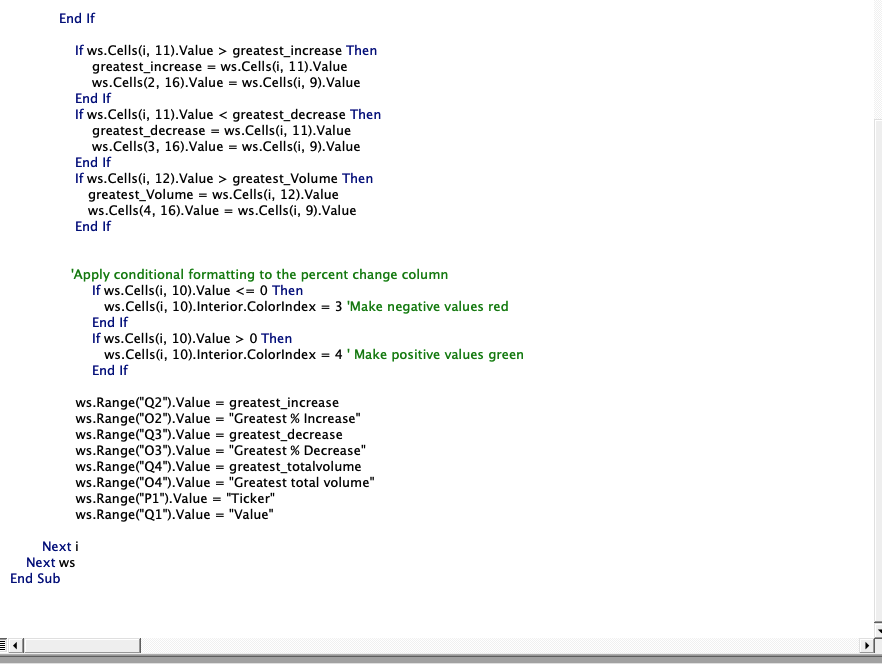 End If
If ws.Cells(i, 11).Value > greatest_increase Then
greatest_increase = ws.Cells(i, 11).Value
ws.Cells(2, 16).Value = ws.Cells(i, 9).Value
End If
If ws.Cells(i, 11).Value < greatest_decrease Then
greatest_decrease = ws.Cells(i, 11).Value
ws.Cells(3, 16).Value = ws.Cells(i, 9).Value
End If
If ws.Cells(i, 12).Value > greatest_Volume Then
greatest_Volume = ws.Cells(i, 12).Value
ws.Cells(4, 16).Value = ws.Cells(i, 9).Value
End If
'Apply conditional formatting to the percent change column
If ws.Cells(i, 10).Value <= 0 Then
ws.Cells(i, 10).Interior.ColorIndex = 3 'Make negative values red
End If
If ws.Cells(i, 10).Value > 0 Then
ws.Cells(i, 10).Interior.ColorIndex = 4 ' Make positive values green
End If
ws.Range("Q2").Value = greatest_increase
ws.Range("O2").Value = "Greatest % Increase"
ws.Range("Q3").Value = greatest_decrease
ws.Range("O3").Value = "Greatest % Decrease"
ws.Range("Q4").Value = greatest_totalvolume
ws.Range("O4").Value = "Greatest total volume"
ws.Range("P1").Value = "Ticker"
ws.Range("Q1").Value = "Value"
Next i
Next ws
End Sub